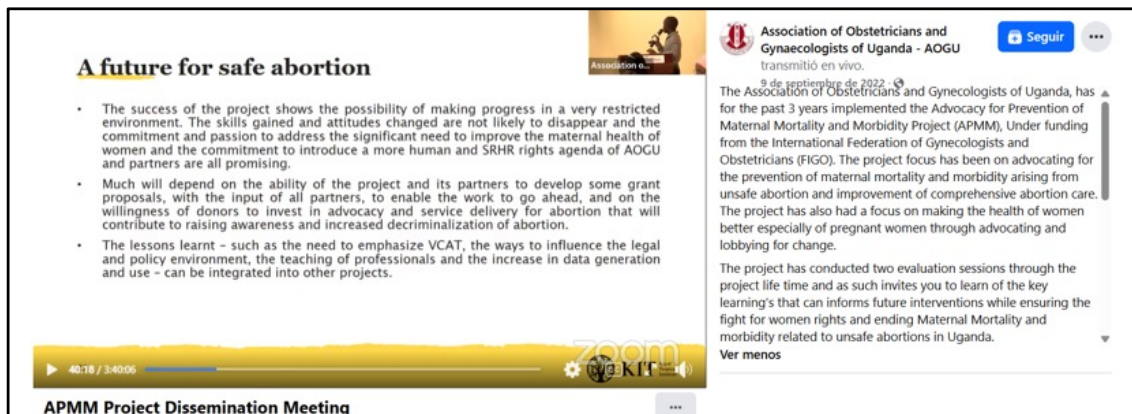 A future for safe abortion
• The success of the project shows the possibility of making progress in a very restricted
environment. The skills gained and attitudes changed are not likely to disappear and the
commitment and passion to address the significant need to improve the maternal health of
women and the commitment to introduce a more human and SRHR rights agenda of AOGU
and partners are all promising.
• Much will depend on the ability of the project and its partners to develop some grant
proposals, with the input of all partners, to enable the work to go ahead, and on the
willingness of donors to invest in advocacy and service delivery for abortion that will
contribute to raising awareness and increased decriminalization of abortion.
• The lessons learnt – such as the need to emphasize VCAT, the ways to influence the legal
and policy environment, the teaching of professionals and the increase in data generation
and use – can be integrated into other projects.
Association o...
zoom
KIT
40:18 / 3:40:06
APMM Project Dissemination Meeting
...
Association of Obstetricians and
Gynaecologists of Uganda - AOGU
transmitió en vivo.
9 de septiembre de 2022 ·
Seguir
...
The Association of Obstetricians and Gynecologists of Uganda, has
for the past 3 years implemented the Advocacy for Prevention of
Maternal Mortality and Morbidity Project (APMM), Under funding
from the International Federation of Gynecologists and
Obstetricians (FIGO). The project focus has been on advocating for
the prevention of maternal mortality and morbidity arising from
unsafe abortion and improvement of comprehensive abortion care.
The project has also had a focus on making the health of women
better especially of pregnant women through advocating and
lobbying for change.
The project has conducted two evaluation sessions through the
project life time and as such invites you to learn of the key
learning's that can informs future interventions while ensuring the
fight for women rights and ending Maternal Mortality and
morbidity related to unsafe abortions in Uganda.
Ver menos